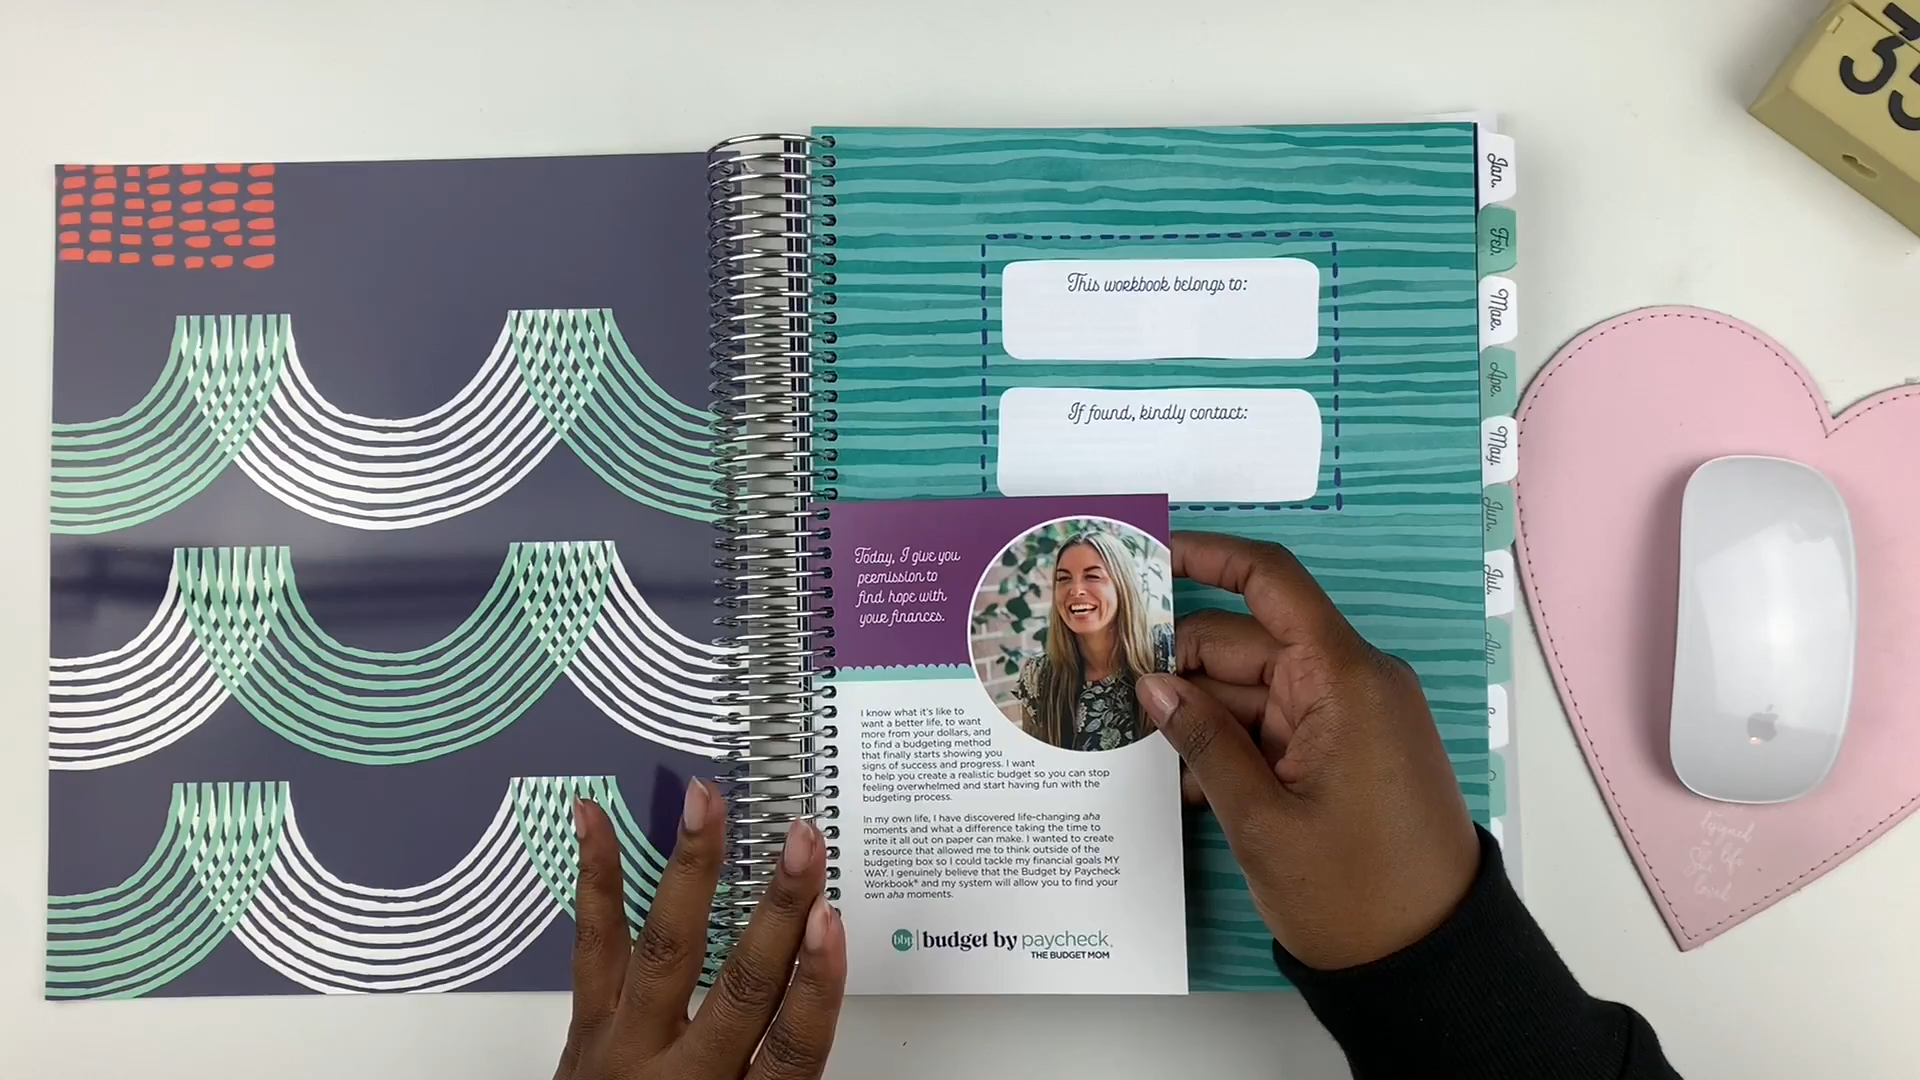 This workbook belongs to:
If found, kindly contact:
Today, I give you
permission to
find hope with
your finances.
I know what it's like to
want a better life, to want
more from your dollars, and
to find a budgeting method
that finally starts showing you
signs of success and progress. I want
to help you create a realistic budget so you can stop
feeling overwhelmed and start having fun with the
budgeting process.
In my own life, I have discovered life-changing aha
moments and what a difference taking the time to
write it all out on paper can make. I wanted to create
a resource that allowed me to think outside of the
budgeting box so I could tackle my financial goals MY
WAY. I genuinely believe that the Budget by Paycheck
Workbook® and my system will allow you to find your
own aha moments.
bbp budget by paycheck®
THE BUDGET MOM
Jan.
Feb.
Mar.
Apr.
May.
Jun.
Jul.
35